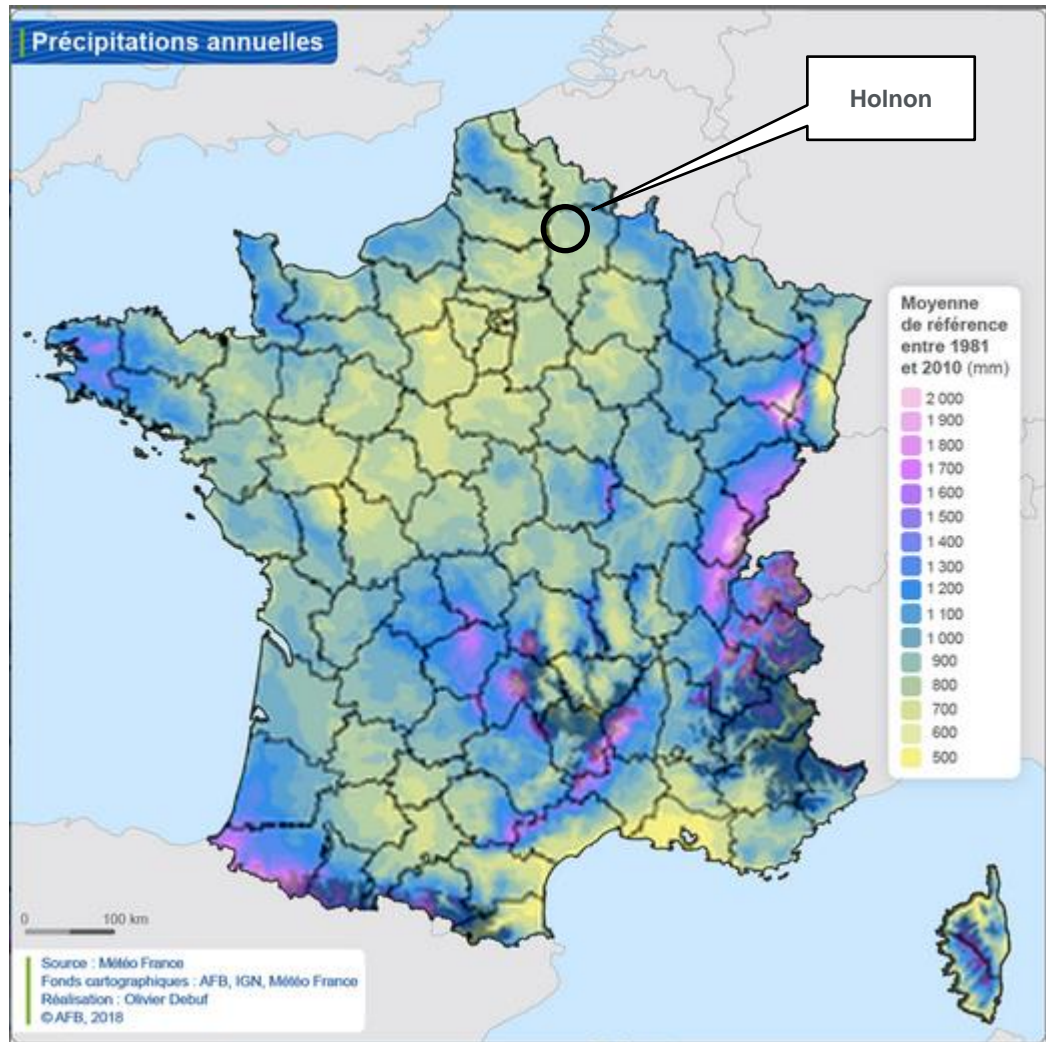 Précipitations annuelles
Holnon
Moyenne
de référence
entre 1981
et 2010 (mm)
2 000
1 900
1 800
1 700
1 600
1 500
1 400
1 300
1 200
1 100
1 000
900
800
700
600
500
0 100 km
Source : Météo France
Fonds cartographiques : AFB, IGN, Météo France
Réalisation : Olivier Debuf
© AFB, 2018